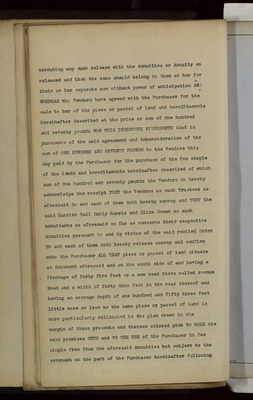 executing any such release with the Annuities or Annuity so
released and that the same should belong to them or her for
their or her separate use without power of anticipation AND
WHEREAS the Vendors have agreed with the Purchaser for the
sale to her of the piece or parcel of land and hereditaments
hereinafter described at the price or sum of One hundred
and seventy pounds NOW THIS INDENTURE WITNESSETH that in
pursuance of the said agreement and in consideration of the
sum of ONE HUNDRED AND SEVENTY POUNDS to the Vendors this
day paid by the Purchaser for the purchase of the fee simple
of the lands and hereditaments hereinafter described of which
sum of One hundred and seventy pounds the Vendors do hereby
acknowledge the receipt THEY the Vendors as such Trustees as
aforesaid do and each of them doth hereby convey and THEY the
said Harriet Emily and Eliza as such
Annuitants as aforesaid so far as concerns their respective
Annuities pursuant to and by virtue of the said recited Order
DO and each of them doth hereby release convey and confirm
unto the Purchaser ALL THAT piece or parcel of land situate
at Southend aforesaid and on the south side of and having a
frontage of forty five feet to a new road there called Avenue
Road and a width of forty nine feet in the rear thereof and
having an average depth of one hundred and fifty three feet
little more or less as the same piece or parcel of land is
more particularly delineated in the plan drawn in the
margin of these presents and thereon colored pink TO HOLD the
said premises UNTO and TO THE USE of the Purchaser in fee
simple free from the aforesaid Annuities but subject to the
covenant on the part of the Purchaser hereinafter following